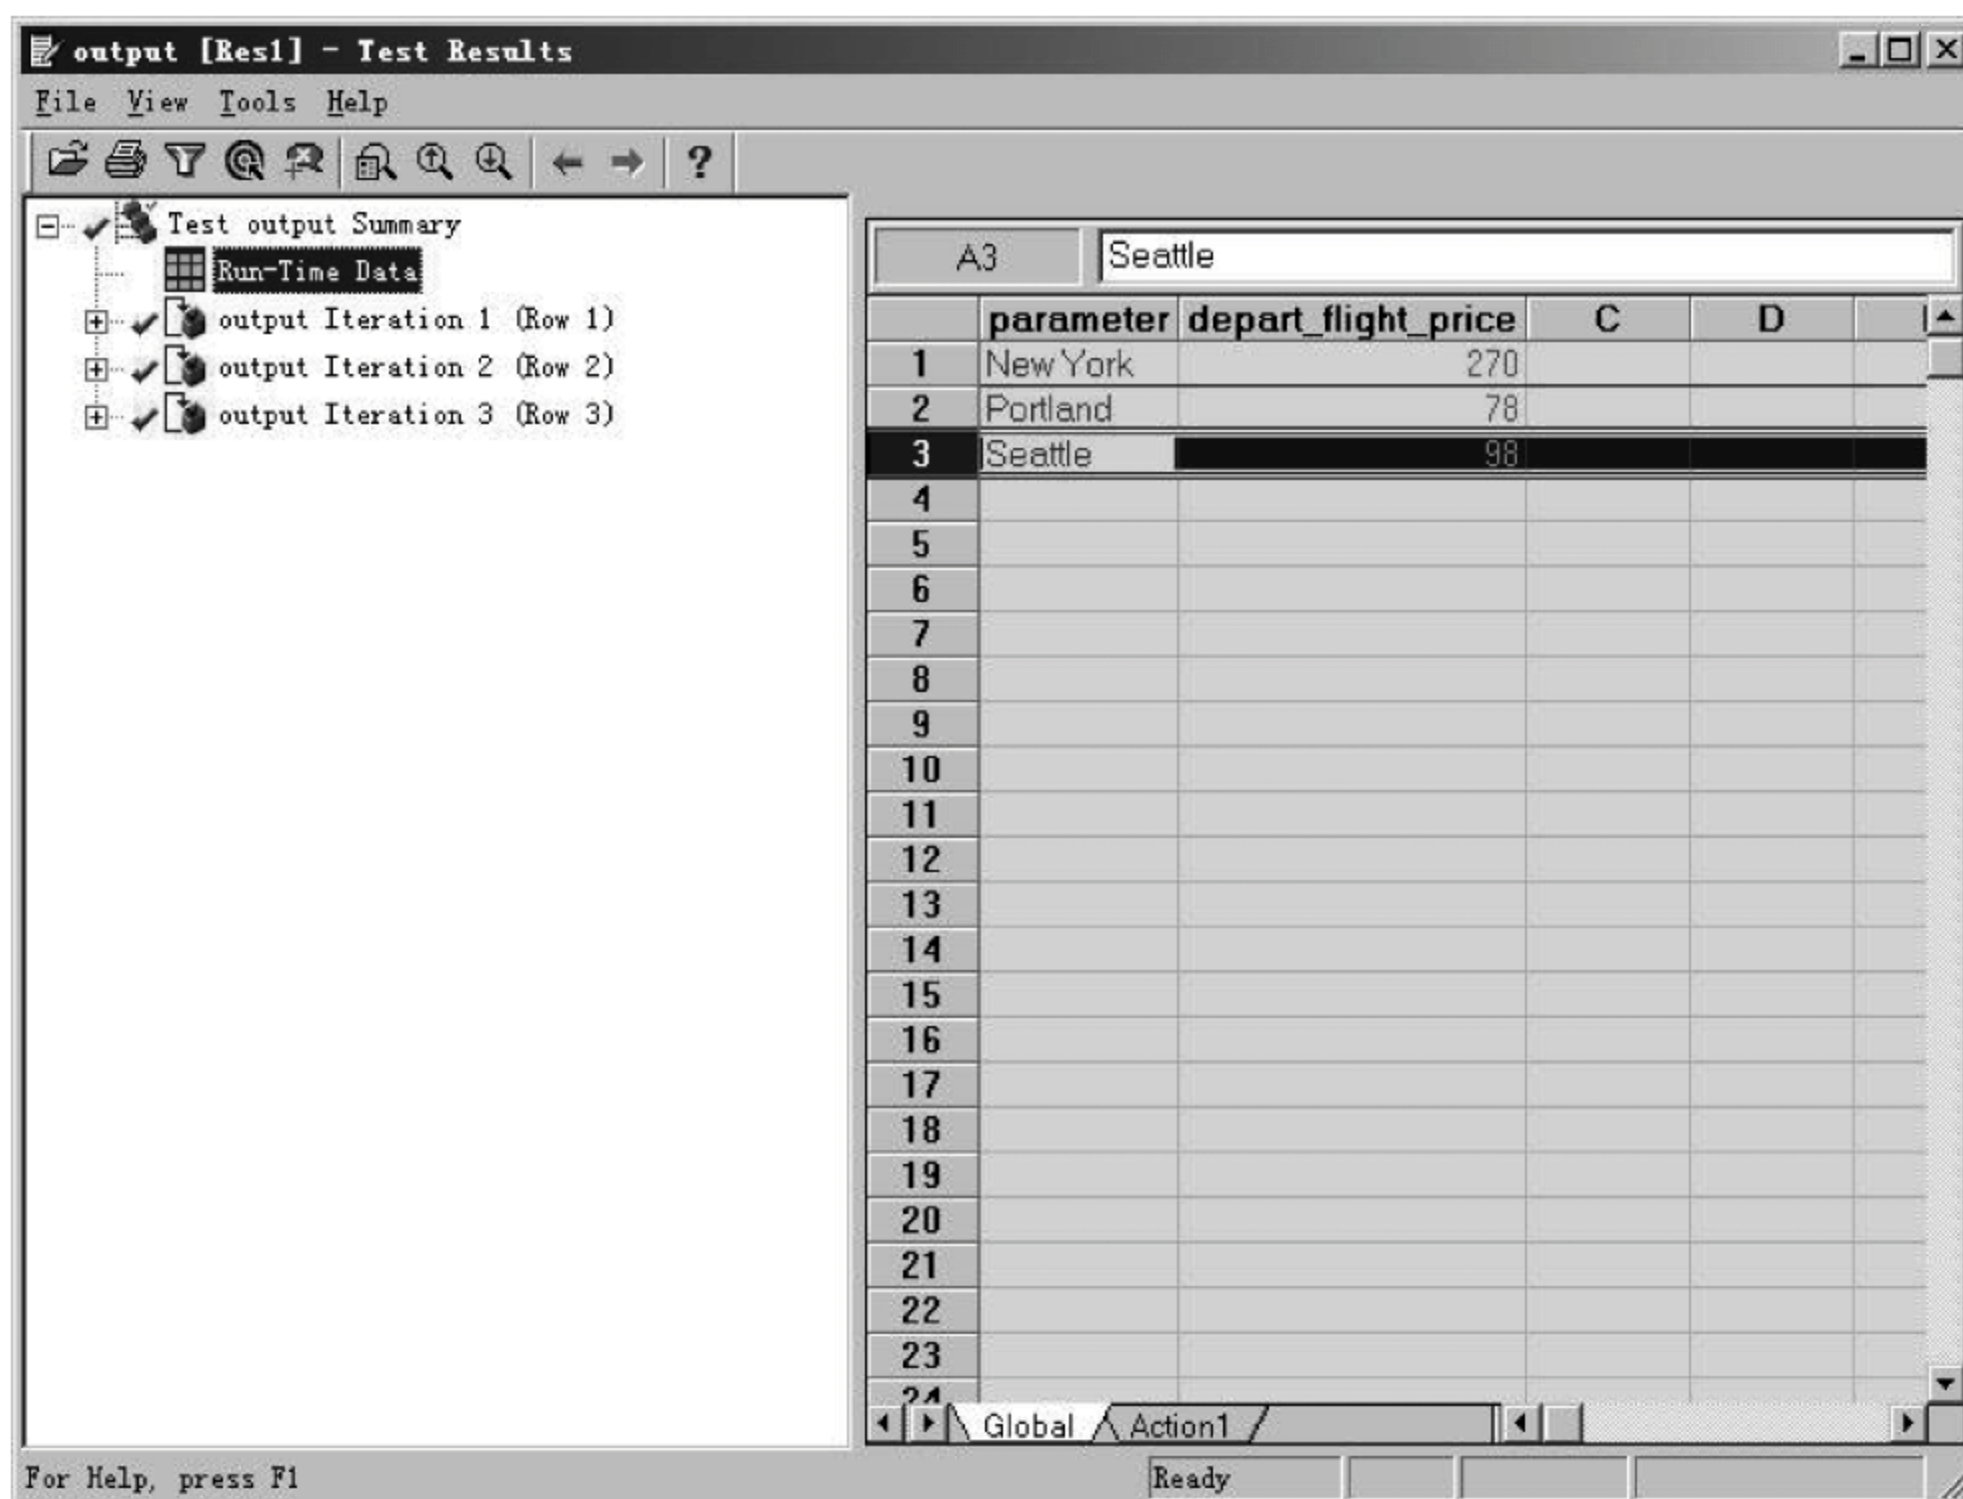 output [Res1] - Test Results
File View Tools Help
Test output Summary
Run-Time Data
output Iteration 1 (Row 1)
output Iteration 2 (Row 2)
output Iteration 3 (Row 3)
A3 Seattle
parameter depart_flight_price C D
1 New York 270
2 Portland 78
3 Seattle 98
4
5
6
7
8
9
10
11
12
13
14
15
16
17
18
19
20
21
22
23
24
Global Action1
For Help, press F1 Ready